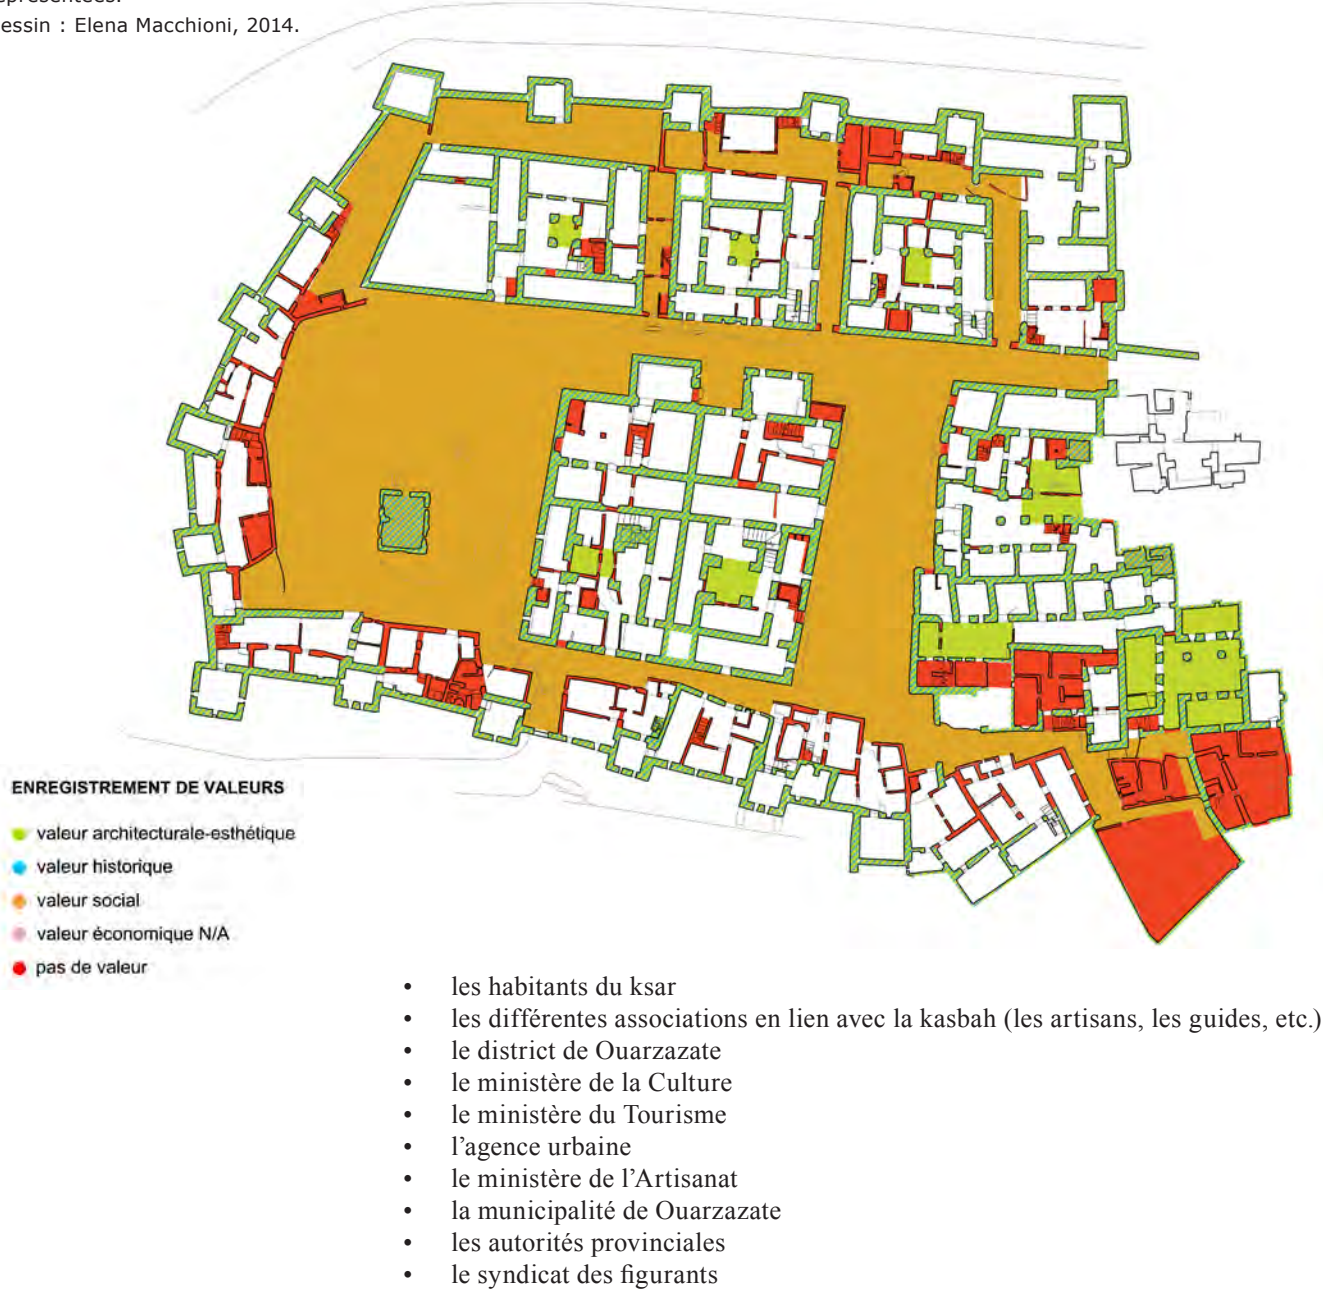 essin : Elena Macchioni, 2014.
ENREGISTREMENT DE VALEURS
valeur architecturale-esthétique
valeur historique
valeur social
valeur économique N/A
pas de valeur
• les habitants du ksar
• les différentes associations en lien avec la kasbah (les artisans, les guides, etc.)
• le district de Ouarzazate
• le ministère de la Culture
• le ministère du Tourisme
• l’agence urbaine
• le ministère de l’Artisanat
• la municipalité de Ouarzazate
• les autorités provinciales
• le syndicat des figurants